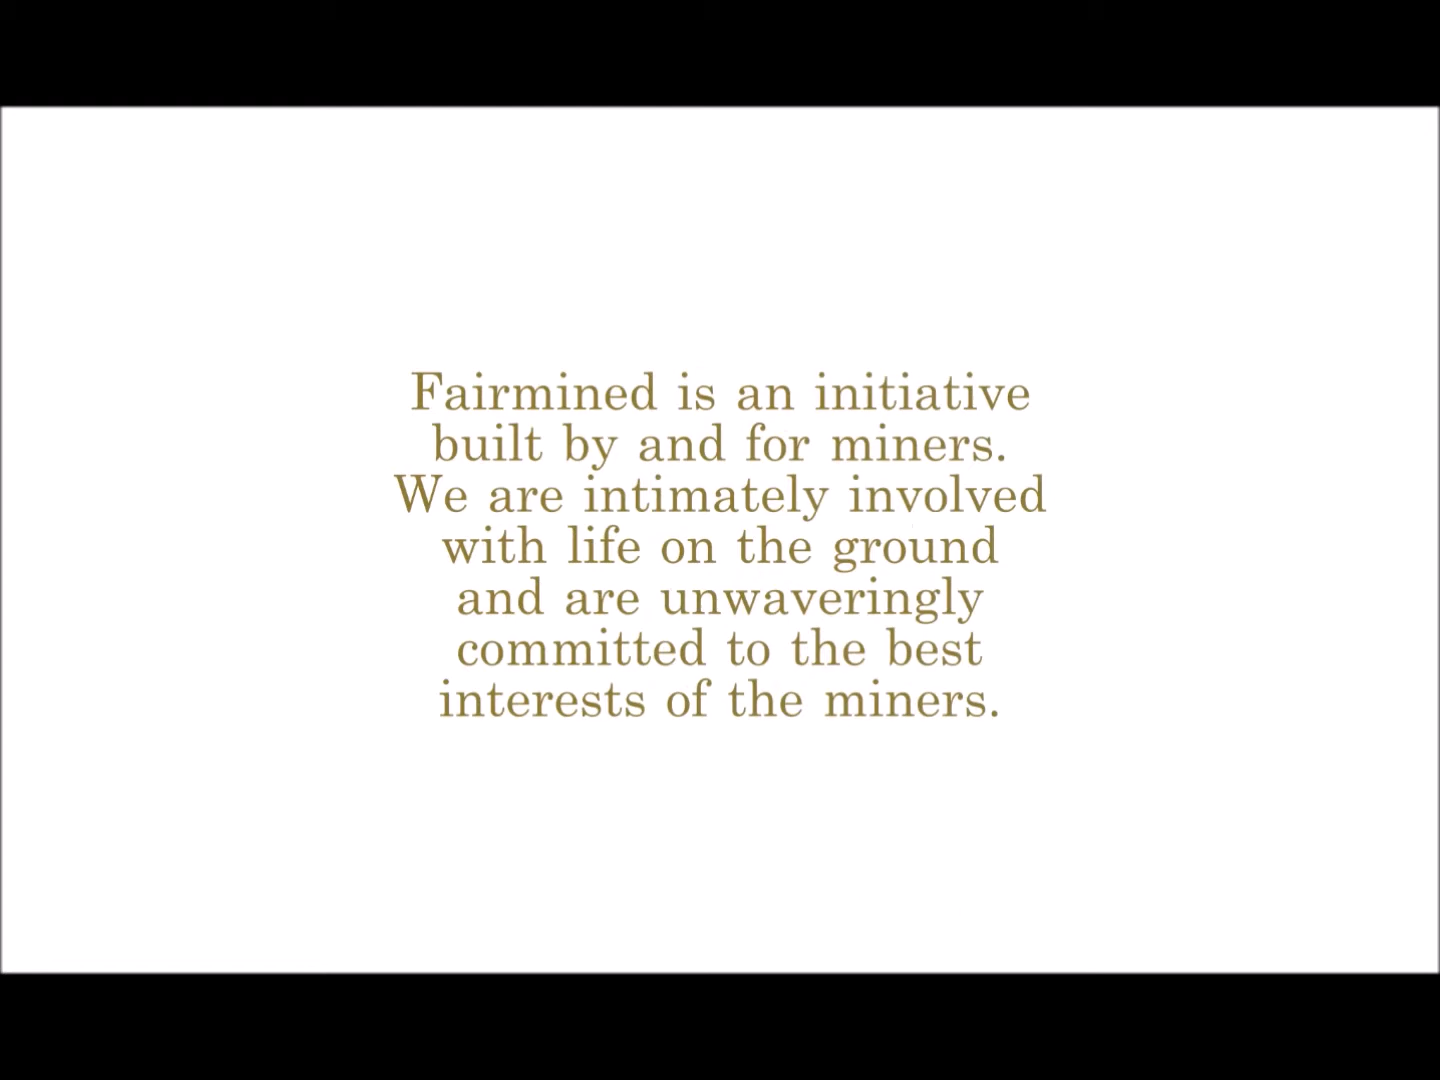 Fairmined is an initiative
built by and for miners.
We are intimately involved
with life on the ground
and are unwaveringly
committed to the best
interests of the miners.